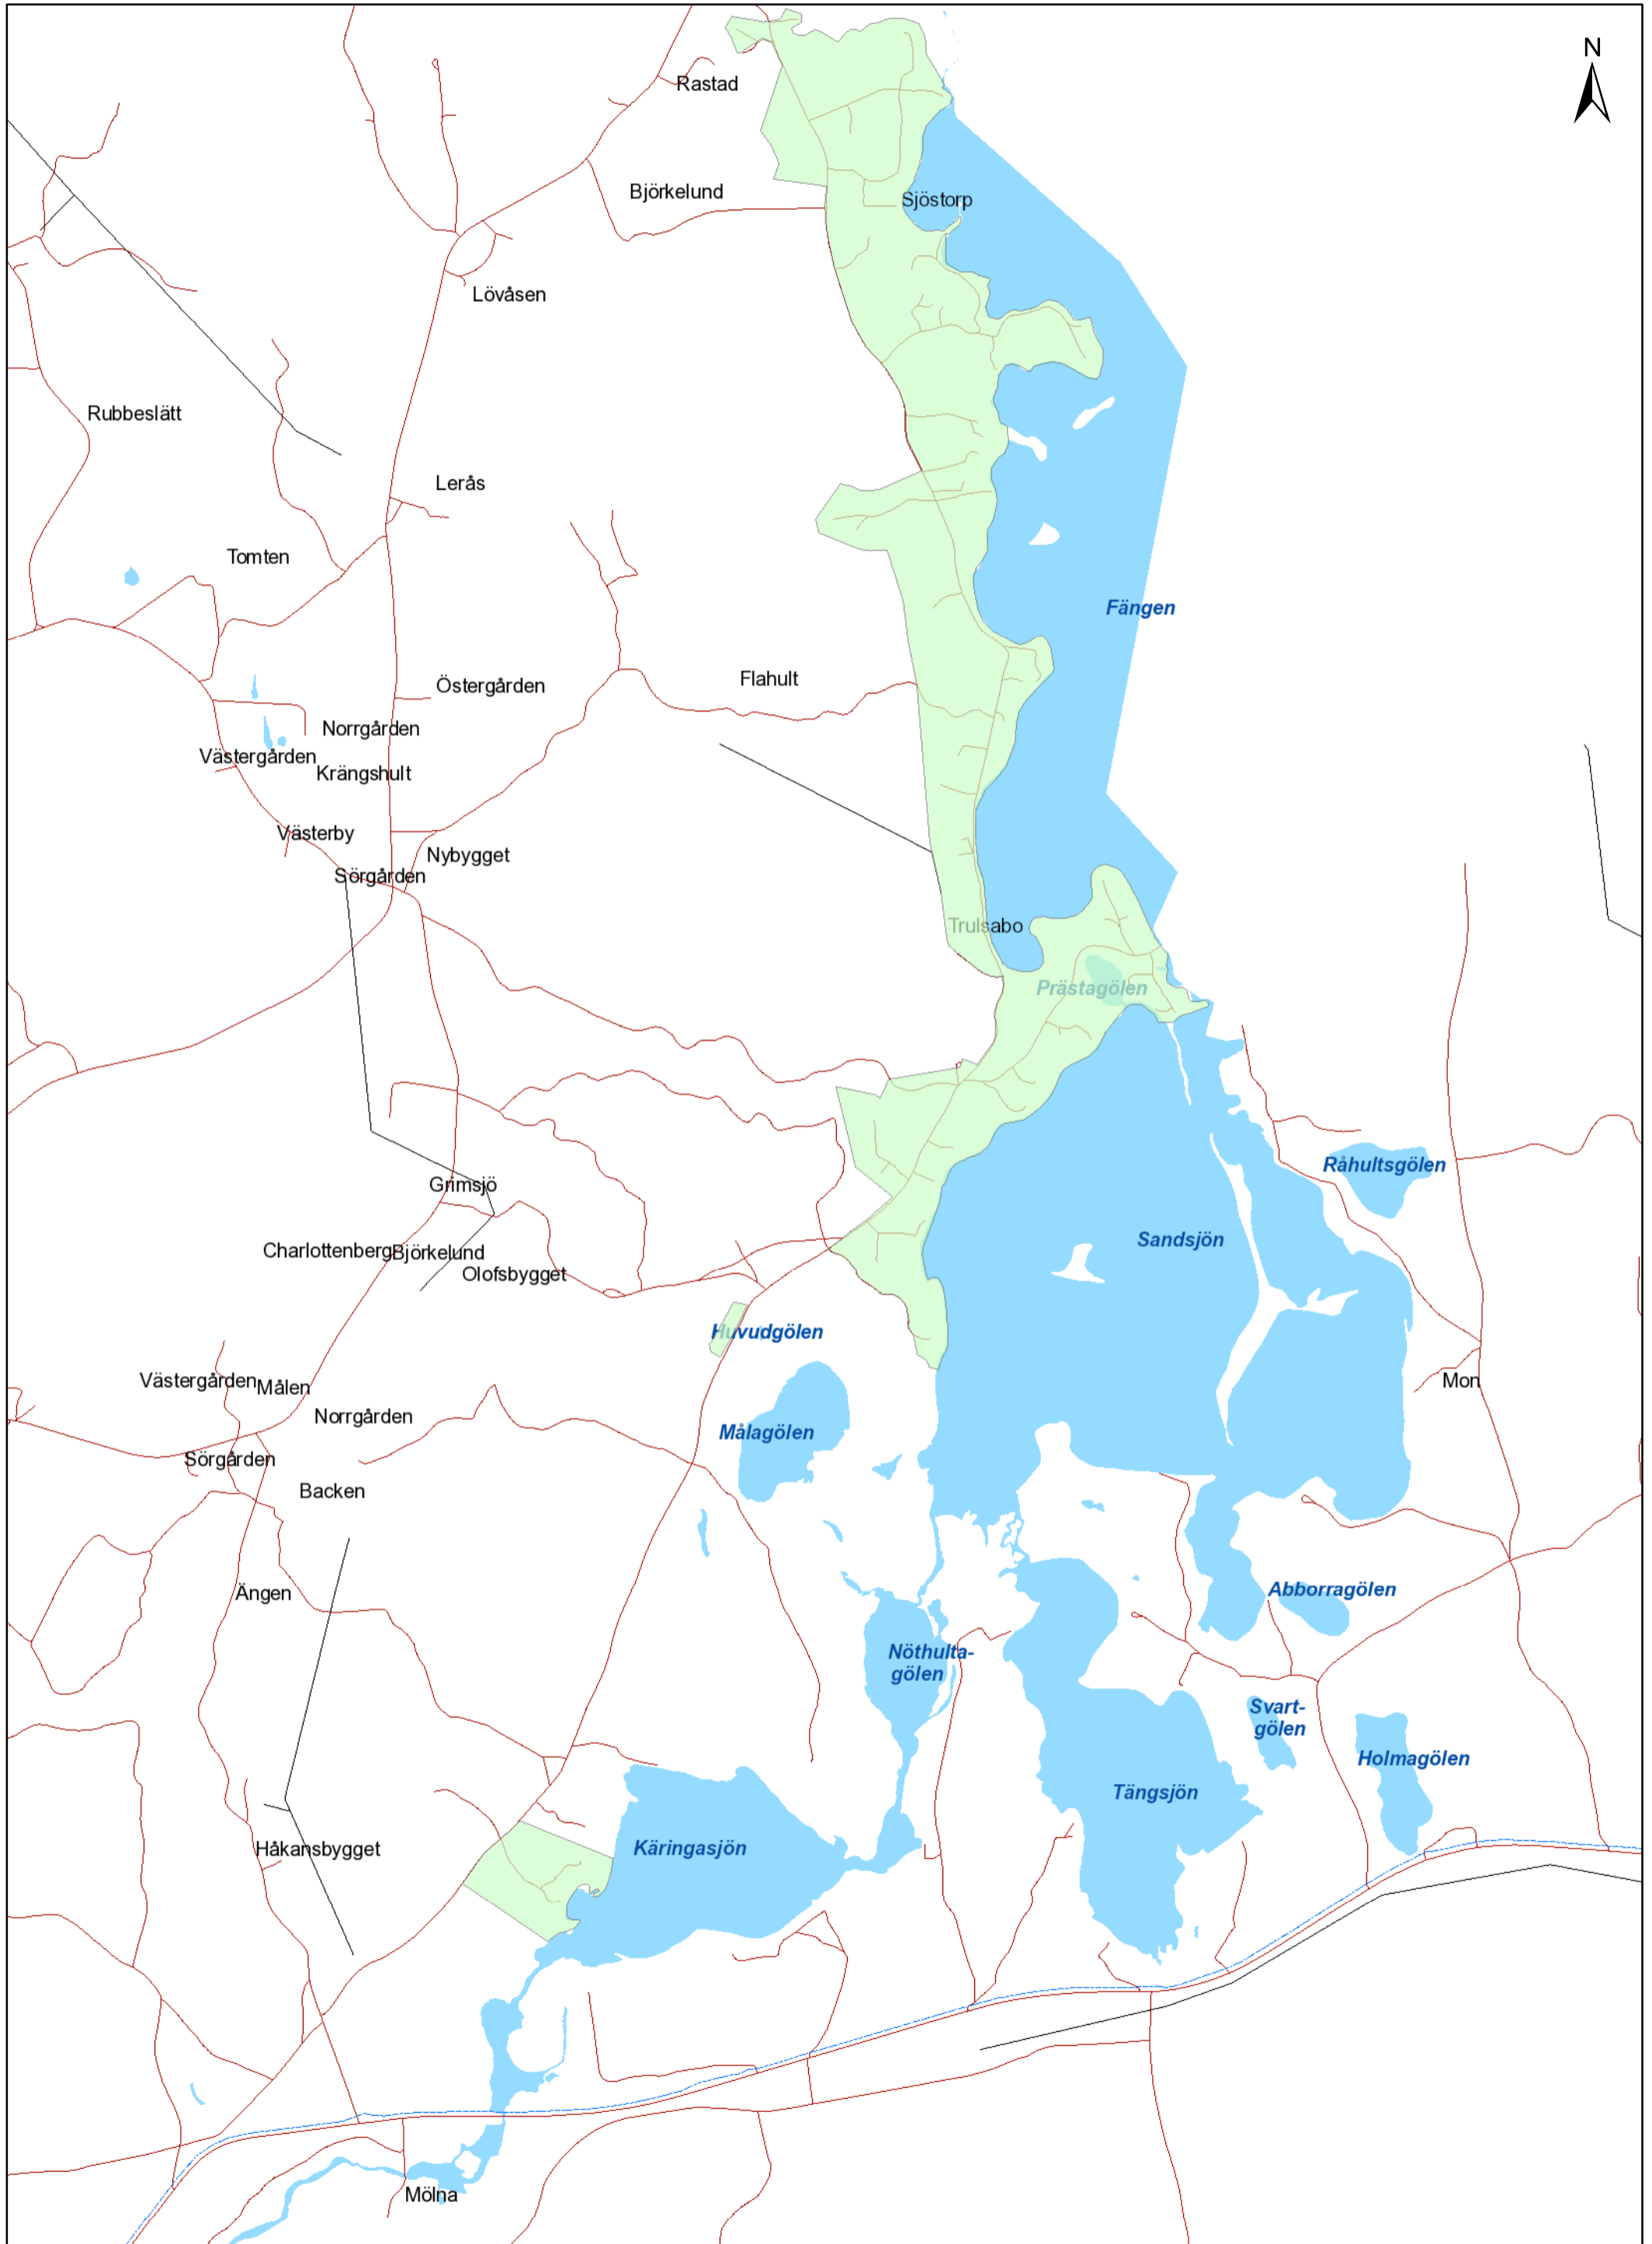 N
Rastad
Björkelund
Sjöstorp
Lövåsen
Rubbeslätt
Lerås
Tomten
Fängen
Flahult
Östergården
Norrgården
Västergården
Krängshult
Västerby
Nybygget
Sörgården
Trulsabo
Prästagölen
Råhultsgölen
Grimsjö
Sandsjön
Charlottenberg
Björkelund
Olofsbygget
Huvudgölen
Västergården
Målen
Mon
Norrgården
Målagölen
Sörgården
Backen
Ängen
Abborragölen
Nöthulta-
gölen
Svart-
gölen
Holmagölen
Tängsjön
Käringasjön
Håkansbygget
Mölna